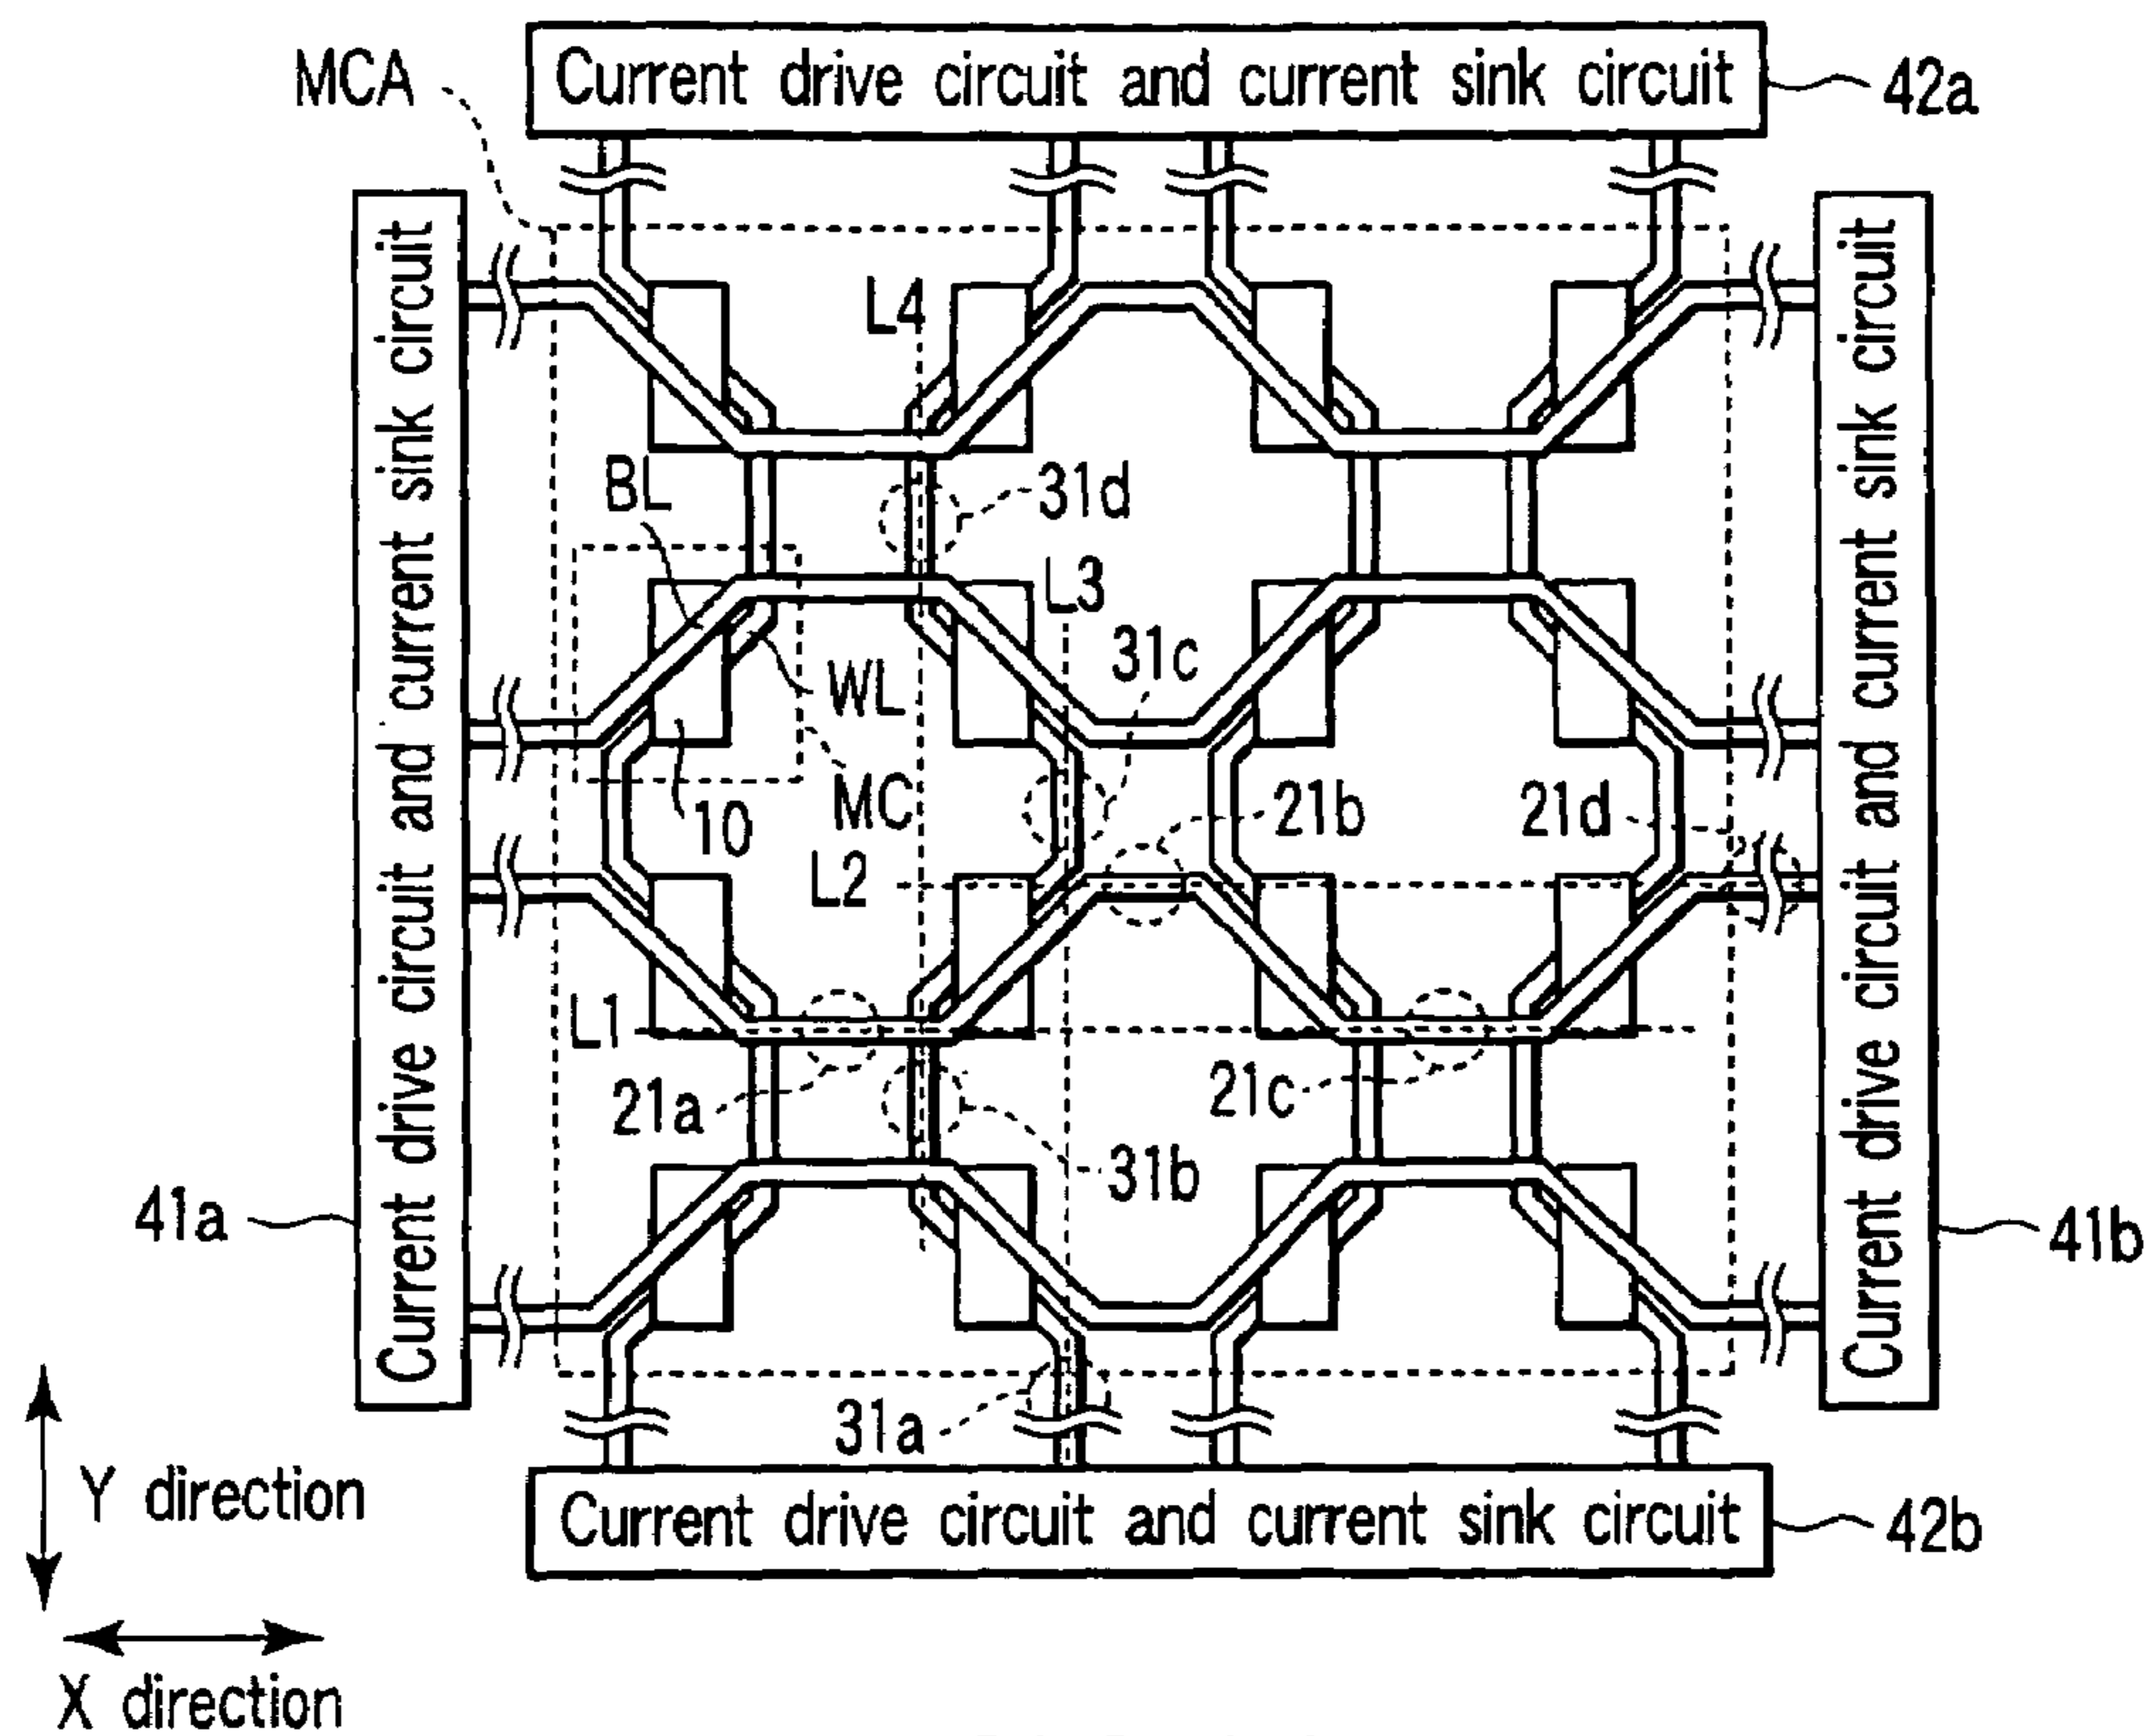 Current drive circuit and current sink circuit
MCA
42a
Current drive circuit and current sink circuit
Current drive circuit and current sink circuit
L4
BL
31d
L3
31c
WL
MC
10
21b
21d
L2
L1
21a
21c
31b
41a
41b
31a
Y direction
Current drive circuit and current sink circuit
42b
X direction